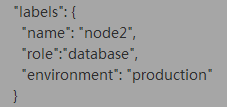 "labels": {
"name": "node2",
"role":"database",
"environment": "production"
}